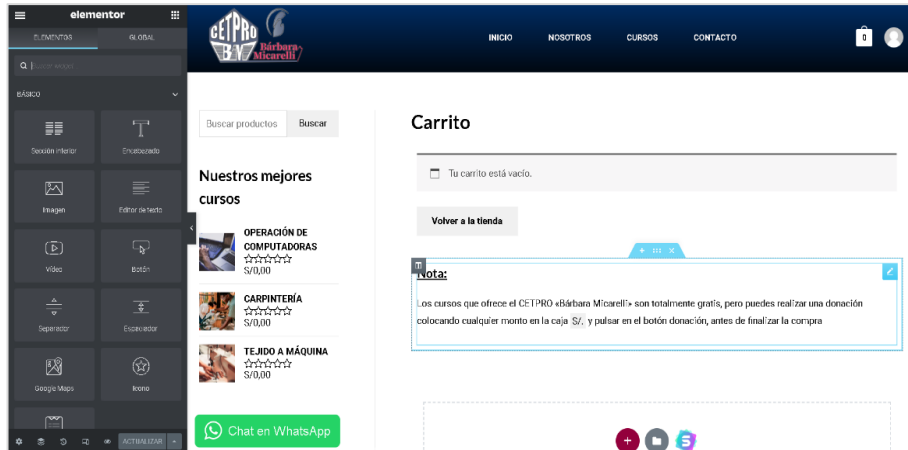 elementor
ELEMENTOS
GLOBAL
BÁSICO
Sección interior
Encabezado
Imagen
Editor de texto
Vídeo
Botón
Separador
Espaciador
Google Maps
Icono
ACTUALIZAR
CETPRO
B M
Bárbara
Micarelli
INICIO
NOSOTROS
CURSOS
CONTACTO
0
Buscar productos
Buscar
Nuestros mejores
cursos
OPERACIÓN DE
COMPUTADORAS
S/0,00
CARPINTERÍA
S/0,00
TEJIDO A MÁQUINA
S/0,00
Chat en WhatsApp
Carrito
Tu carrito está vacío.
Volver a la tienda
Nota:
Los cursos que ofrece el CETPRO «Bárbara Micarelli» son totalmente gratis, pero puedes realizar una donación
colocando cualquier monto en la caja S/. y pulsar en el botón donación, antes de finalizar la compra